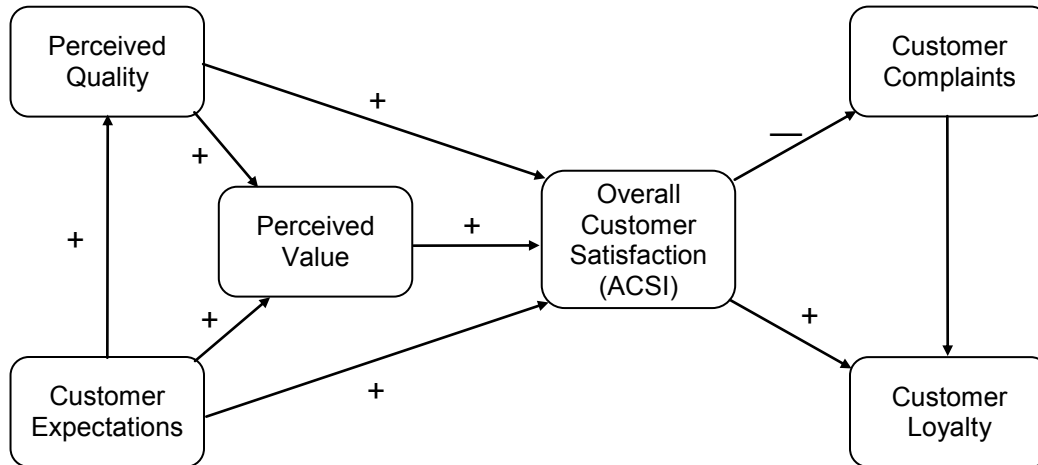 Perceived
Quality
Customer
Complaints
+
+
—
Overall
Customer
Satisfaction
(ACSI)
Perceived
Value
+
+
+
+
+
Customer
Expectations
Customer
Loyalty